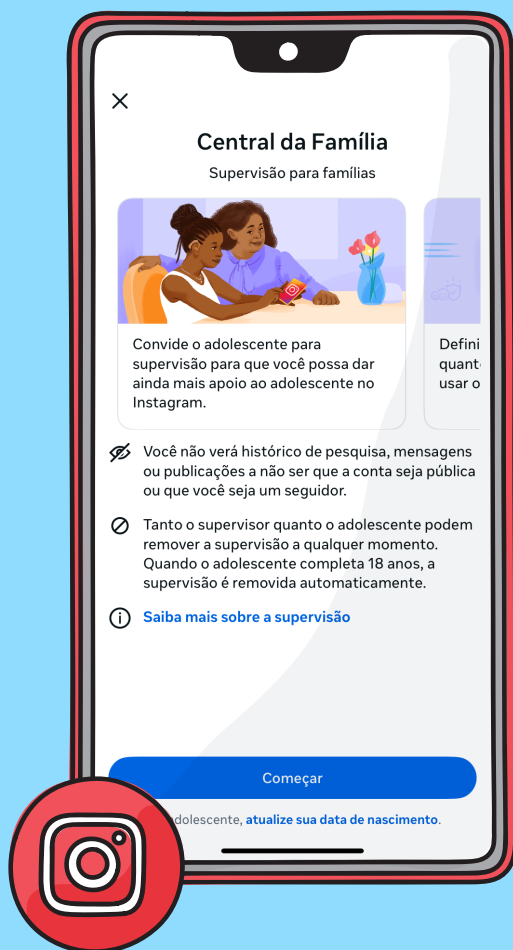 Central da Família
Supervisão para famílias
Convide o adolescente para
supervisão para que você possa dar
ainda mais apoio ao adolescente no
Instagram.
Defini
quant
usar o
Você não verá histórico de pesquisa, mensagens
ou publicações a não ser que a conta seja pública
ou que você seja um seguidor.
Tanto o supervisor quanto o adolescente podem
remover a supervisão a qualquer momento.
Quando o adolescente completa 18 anos, a
supervisão é removida automaticamente.
Saiba mais sobre a supervisão
Começar
dolescente, atualize sua data de nascimento.